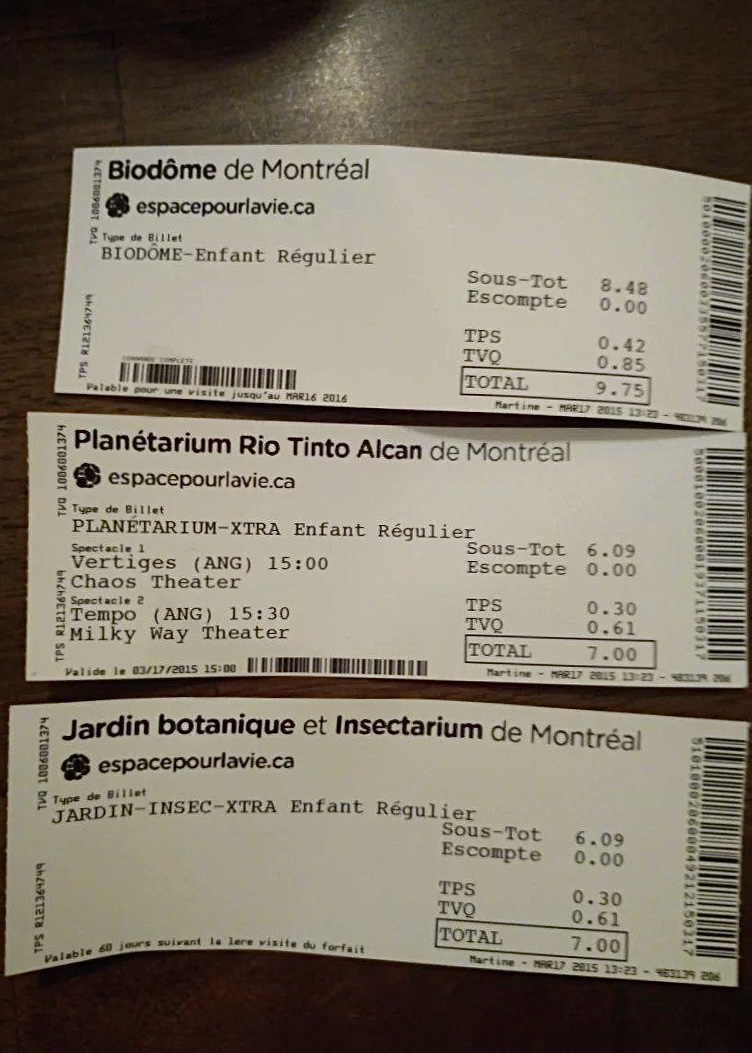 Biodôme de Montréal
espacepourlavie.ca
TVQ 1006001374
Type de Billet
BIODÔME-Enfant Régulier
Sous-Tot 8.48
Escompte 0.00
TPS 0.42
TVQ 0.85
TOTAL 9.75
TPS R121364749
COMMANDE COMPLETE
Valable pour une visite jusqu'au MAR16 2016
Martine - MAR17 2015 13:23 - 483139 206
Planétarium Rio Tinto Alcan de Montréal
espacepourlavie.ca
TVQ 1006001374
Type de Billet
PLANÉTARIUM-XTRA Enfant Régulier
Spectacle 1
Vertiges (ANG) 15:00
Chaos Theater
Spectacle 2
Tempo (ANG) 15:30
Milky Way Theater
Sous-Tot 6.09
Escompte 0.00
TPS 0.30
TVQ 0.61
TOTAL 7.00
TPS R121364749
Valide le 03/17/2015 15:00
Martine - MAR17 2015 13:23 - 483139 206
Jardin botanique et Insectarium de Montréal
espacepourlavie.ca
TVQ 1006001374
Type de Billet
JARDIN-INSEC-XTRA Enfant Régulier
Sous-Tot 6.09
Escompte 0.00
TPS 0.30
TVQ 0.61
TOTAL 7.00
TPS R121364749
Valable 60 jours suivant la 1ere visite du forfait
Martine - MAR17 2015 13:23 - 483139 206